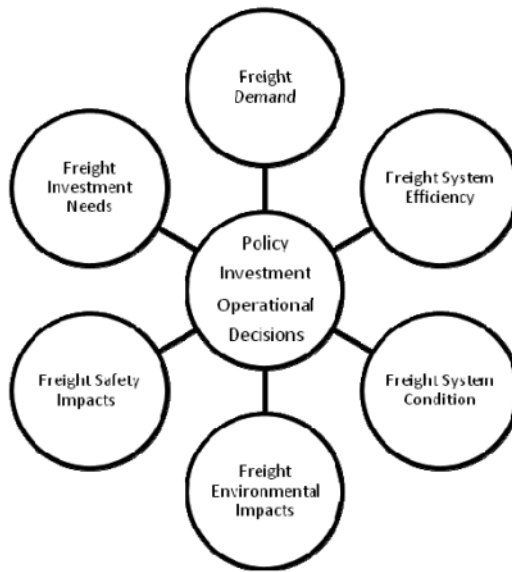 Freight
Demand
Freight System
Efficiency
Freight System
Condition
Freight
Environmental
Impacts
Freight Safety
Impacts
Freight
Investment
Needs
Policy
Investment
Operational
Decisions